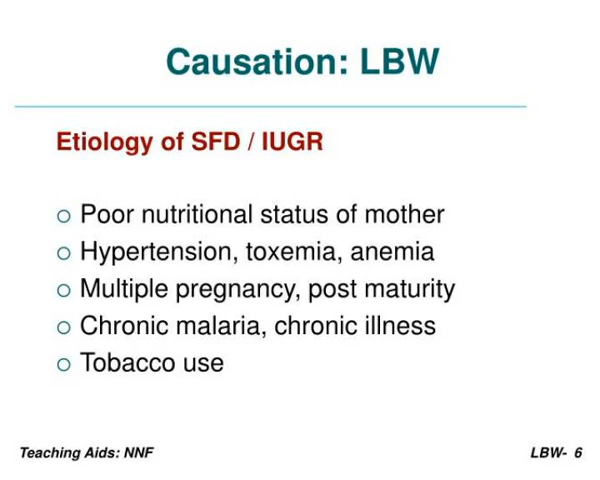 Causation: LBW
Etiology of SFD / IUGR
Poor nutritional status of mother
Hypertension, toxemia, anemia
Multiple pregnancy, post maturity
Chronic malaria, chronic illness
Tobacco use
Teaching Aids: NNF
LBW- 6